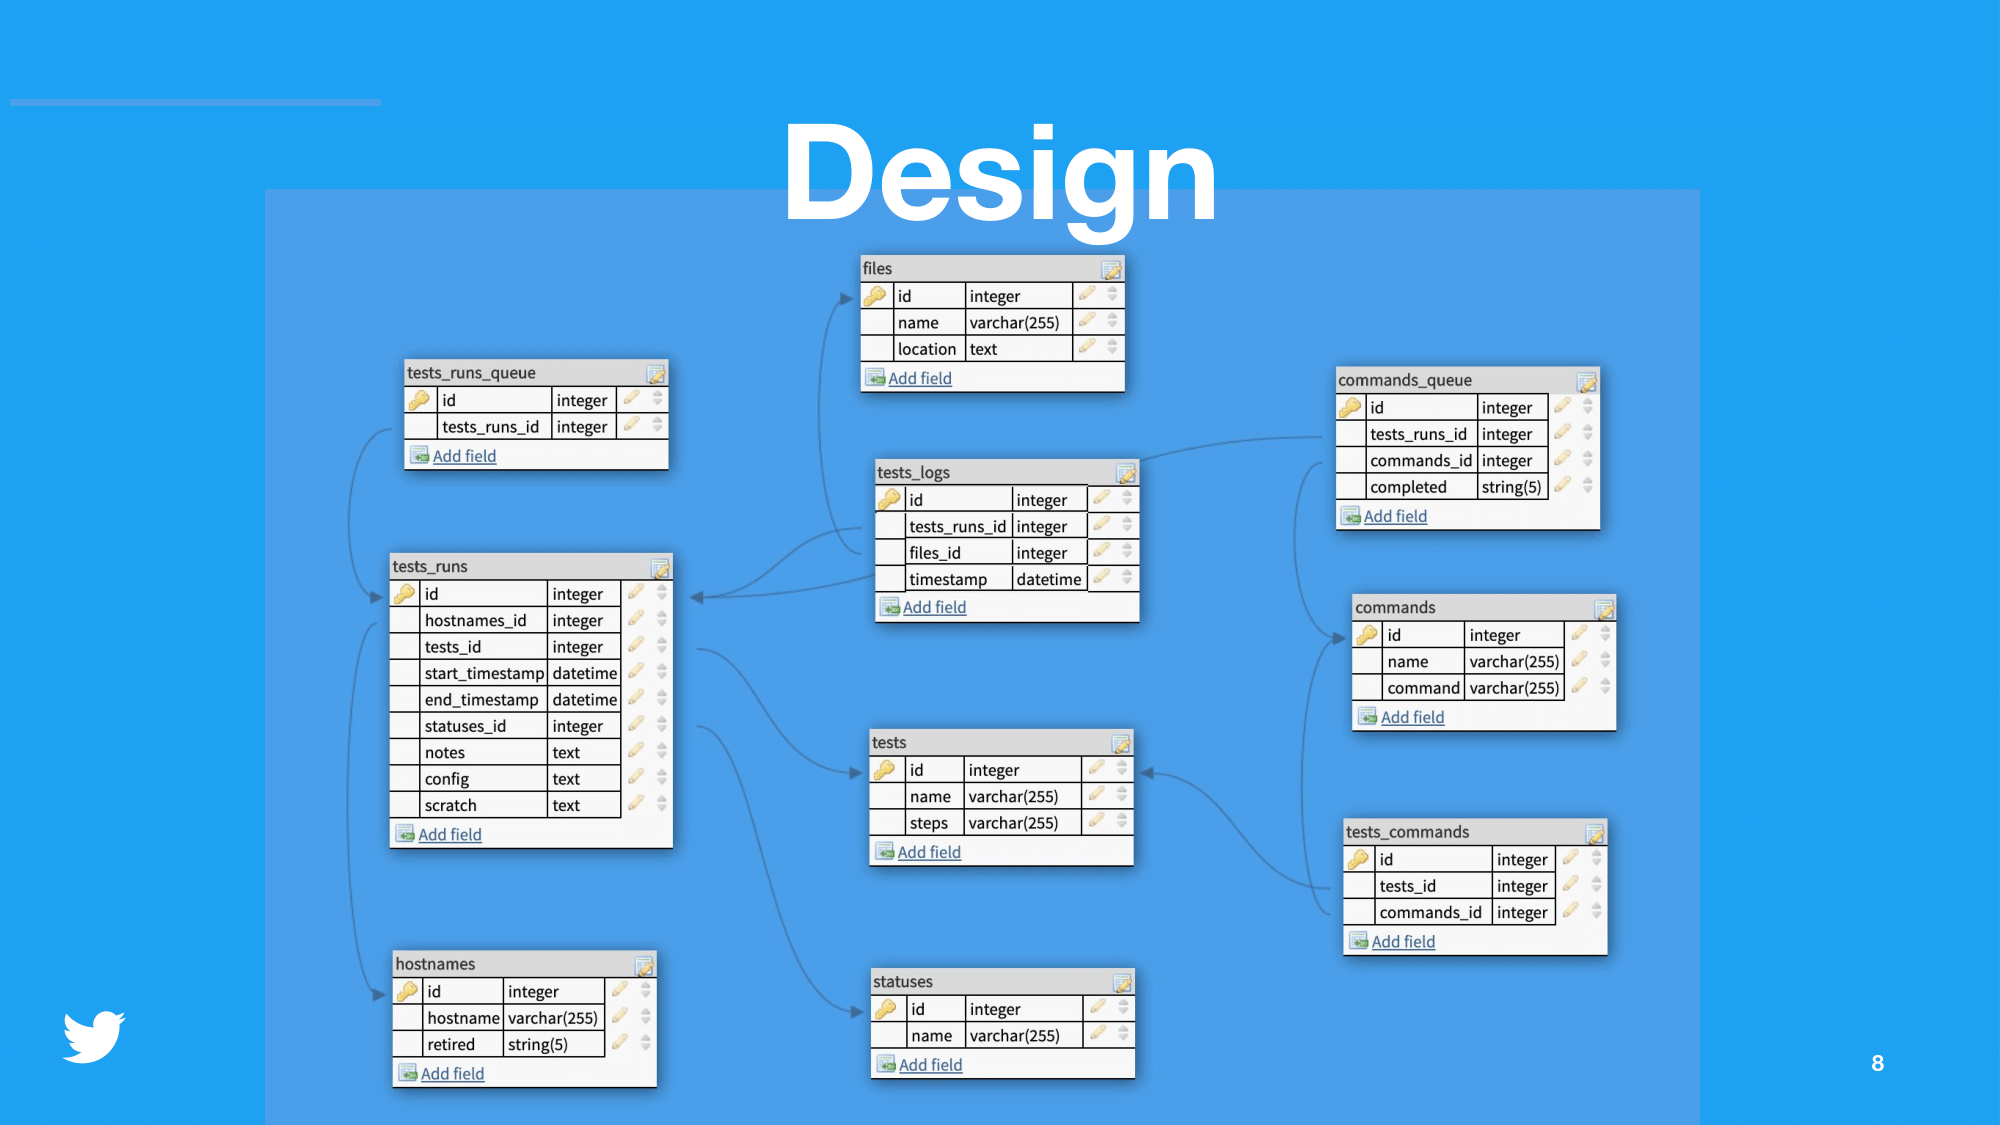 Design
files
id integer
name varchar(255)
location text
Add field
tests_runs_queue
id integer
tests_runs_id integer
Add field
commands_queue
id integer
tests_runs_id integer
commands_id integer
completed string(5)
Add field
tests_logs
id integer
tests_runs_id integer
files_id integer
timestamp datetime
Add field
tests_runs
id integer
hostnames_id integer
tests_id integer
start_timestamp datetime
end_timestamp datetime
statuses_id integer
notes text
config text
scratch text
Add field
commands
id integer
name varchar(255)
command varchar(255)
Add field
tests
id integer
name varchar(255)
steps varchar(255)
Add field
tests_commands
id integer
tests_id integer
commands_id integer
Add field
hostnames
id integer
hostname varchar(255)
retired string(5)
Add field
statuses
id integer
name varchar(255)
Add field
8